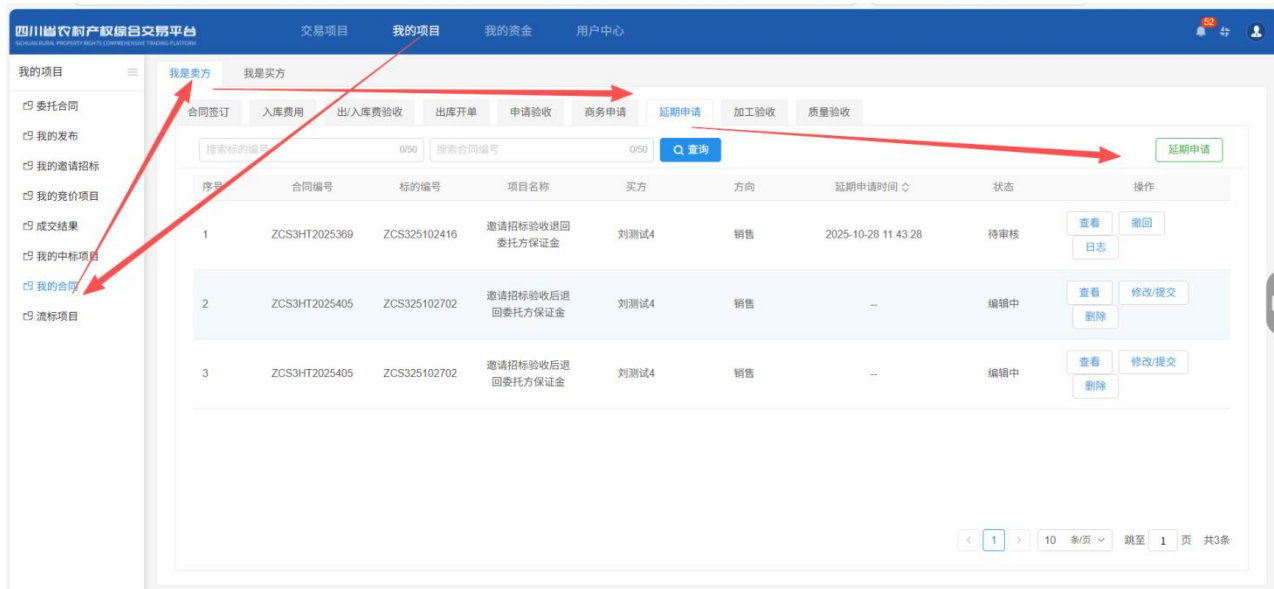 四川省农村产权综合交易平台
SICHUAN RURAL PROPERTY RIGHTS COMPREHENSIVE TRADING PLATFORM
交易项目 我的项目 我的资金 用户中心 52
我的项目
委托合同
我的发布
我的邀请招标
我的竞价项目
成交结果
我的中标项目
我的合同
流标项目
我是卖方 我是买方
合同签订 入库费用 出/入库费验收 出库开单 申请验收 商务申请 延期申请 加工验收 质量验收
搜索标的编号 0/50 搜索合同编号 0/50 查询 延期申请
序号 合同编号 标的编号 项目名称 买方 方向 延期申请时间 状态 操作
1 ZCS3HT2025369 ZCS325102416 邀请招标验收退回 刘测试4 销售 2025-10-28 11:43:28 待审核 查看 撤回
委托方保证金 日志
2 ZCS3HT2025405 ZCS325102702 邀请招标验收后退 刘测试4 销售 -- 编辑中 查看 修改/提交
回委托方保证金 删除
3 ZCS3HT2025405 ZCS325102702 邀请招标验收后退 刘测试4 销售 -- 编辑中 查看 修改/提交
回委托方保证金 删除
< 1 > 10 条/页 跳至 1 页 共3条